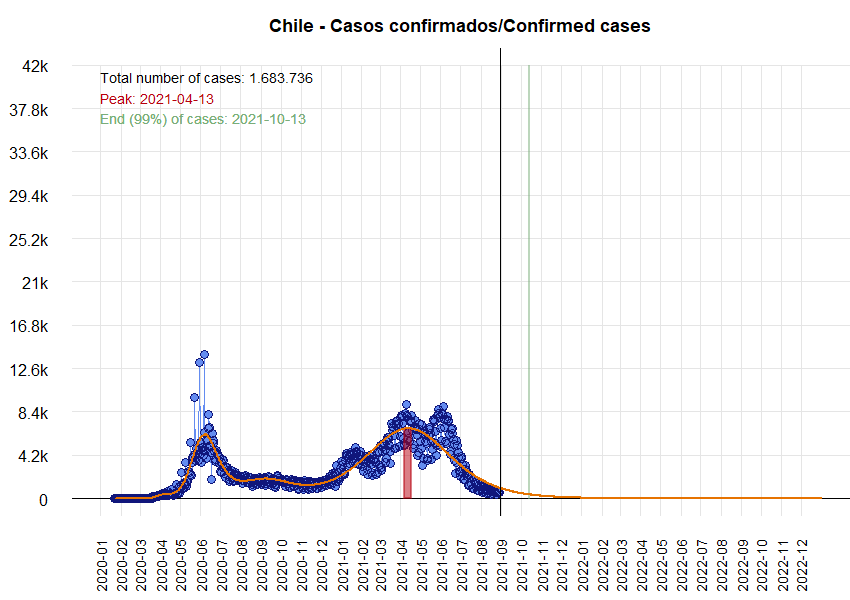 Chile - Casos confirmados/Confirmed cases
42k
37.8k
33.6k
29.4k
25.2k
21k
16.8k
12.6k
8.4k
4.2k
0
Total number of cases: 1.683.736
Peak: 2021-04-13
End (99%) of cases: 2021-10-13
2020-01
2020-02
2020-03
2020-04
2020-05
2020-06
2020-07
2020-08
2020-09
2020-10
2020-11
2020-12
2021-01
2021-02
2021-03
2021-04
2021-05
2021-06
2021-07
2021-08
2021-09
2021-10
2021-11
2021-12
2022-01
2022-02
2022-03
2022-04
2022-05
2022-06
2022-07
2022-08
2022-09
2022-10
2022-11
2022-12